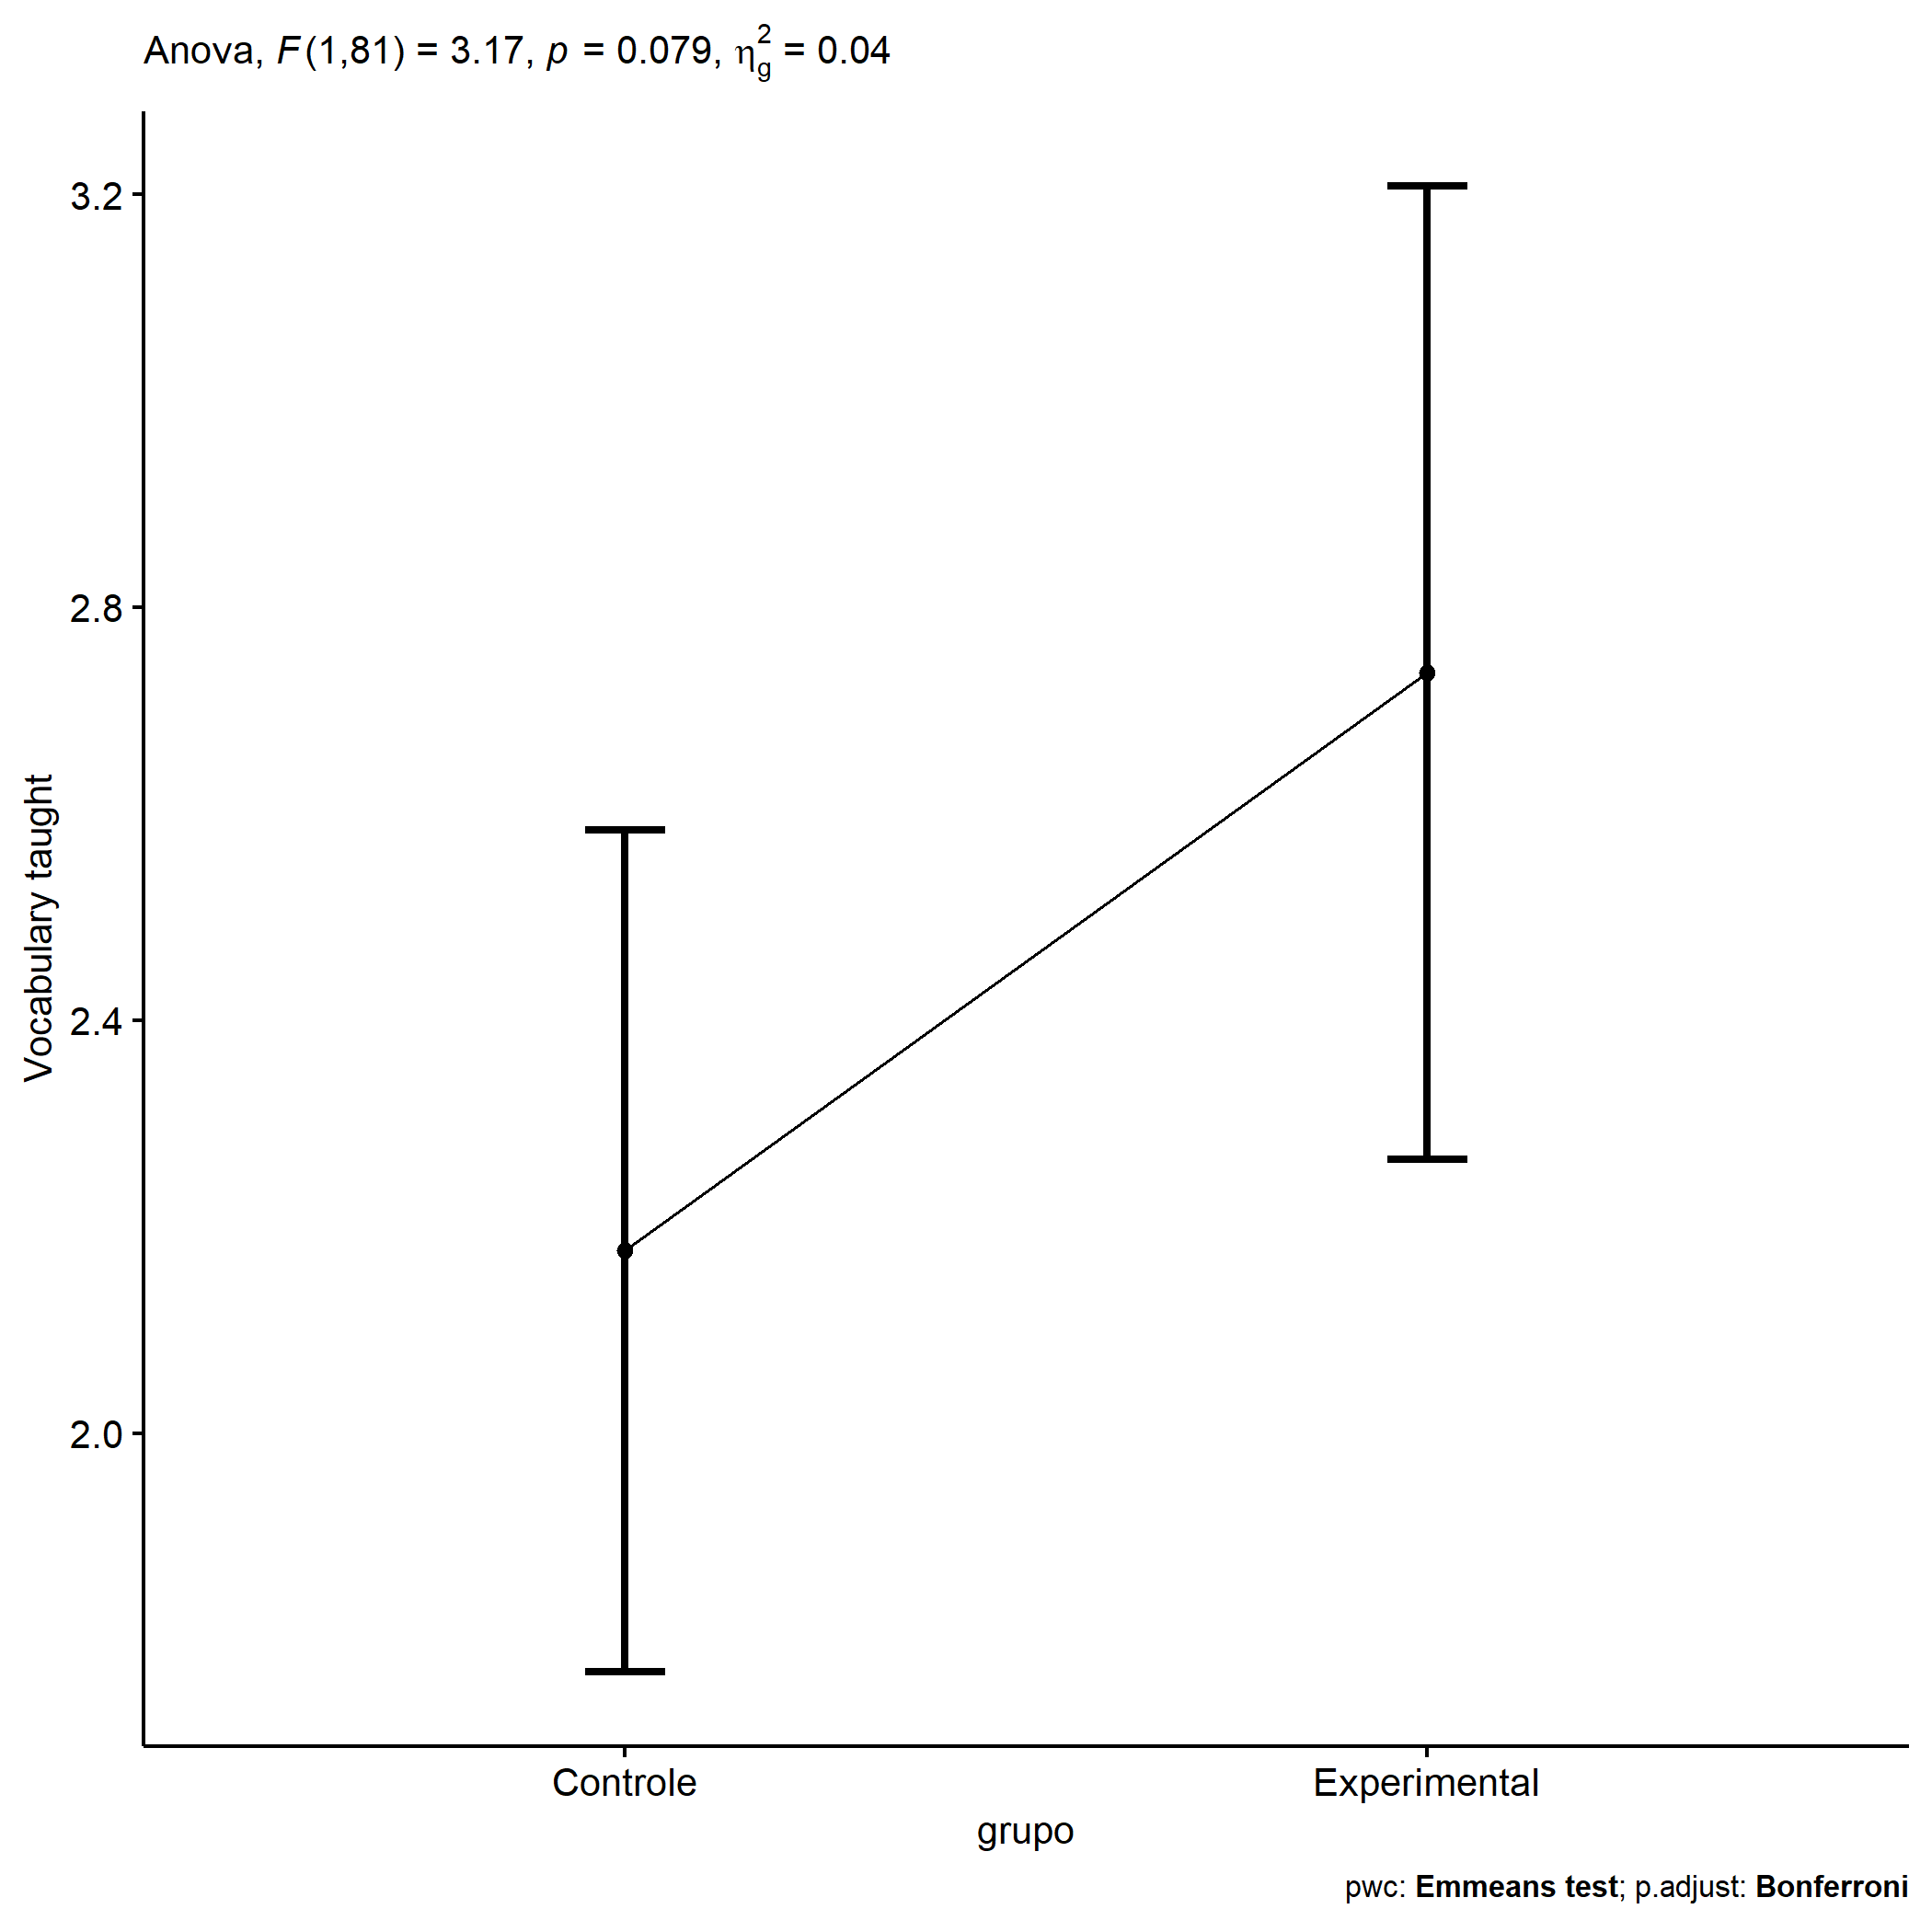 Anova, F(1,81) = 3.17, p = 0.079, η²g = 0.04
3.2
2.8
2.4
2.0
Vocabulary taught
Controle
Experimental
grupo
pwc: Emmeans test; p.adjust: Bonferroni